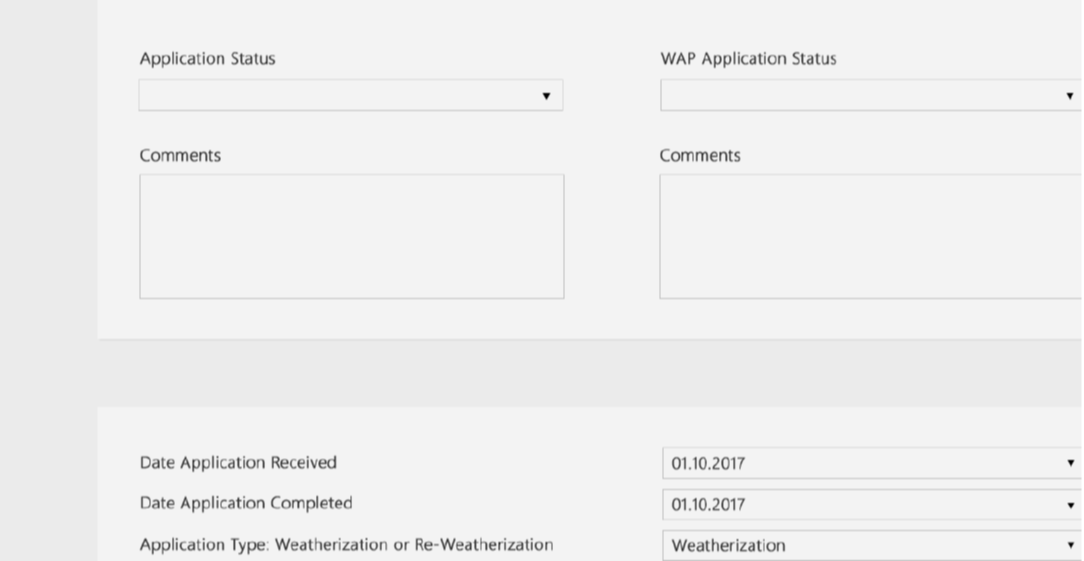 Application Status
WAP Application Status
Comments
Comments
Date Application Received
01.10.2017
Date Application Completed
01.10.2017
Application Type: Weatherization or Re-Weatherization
Weatherization